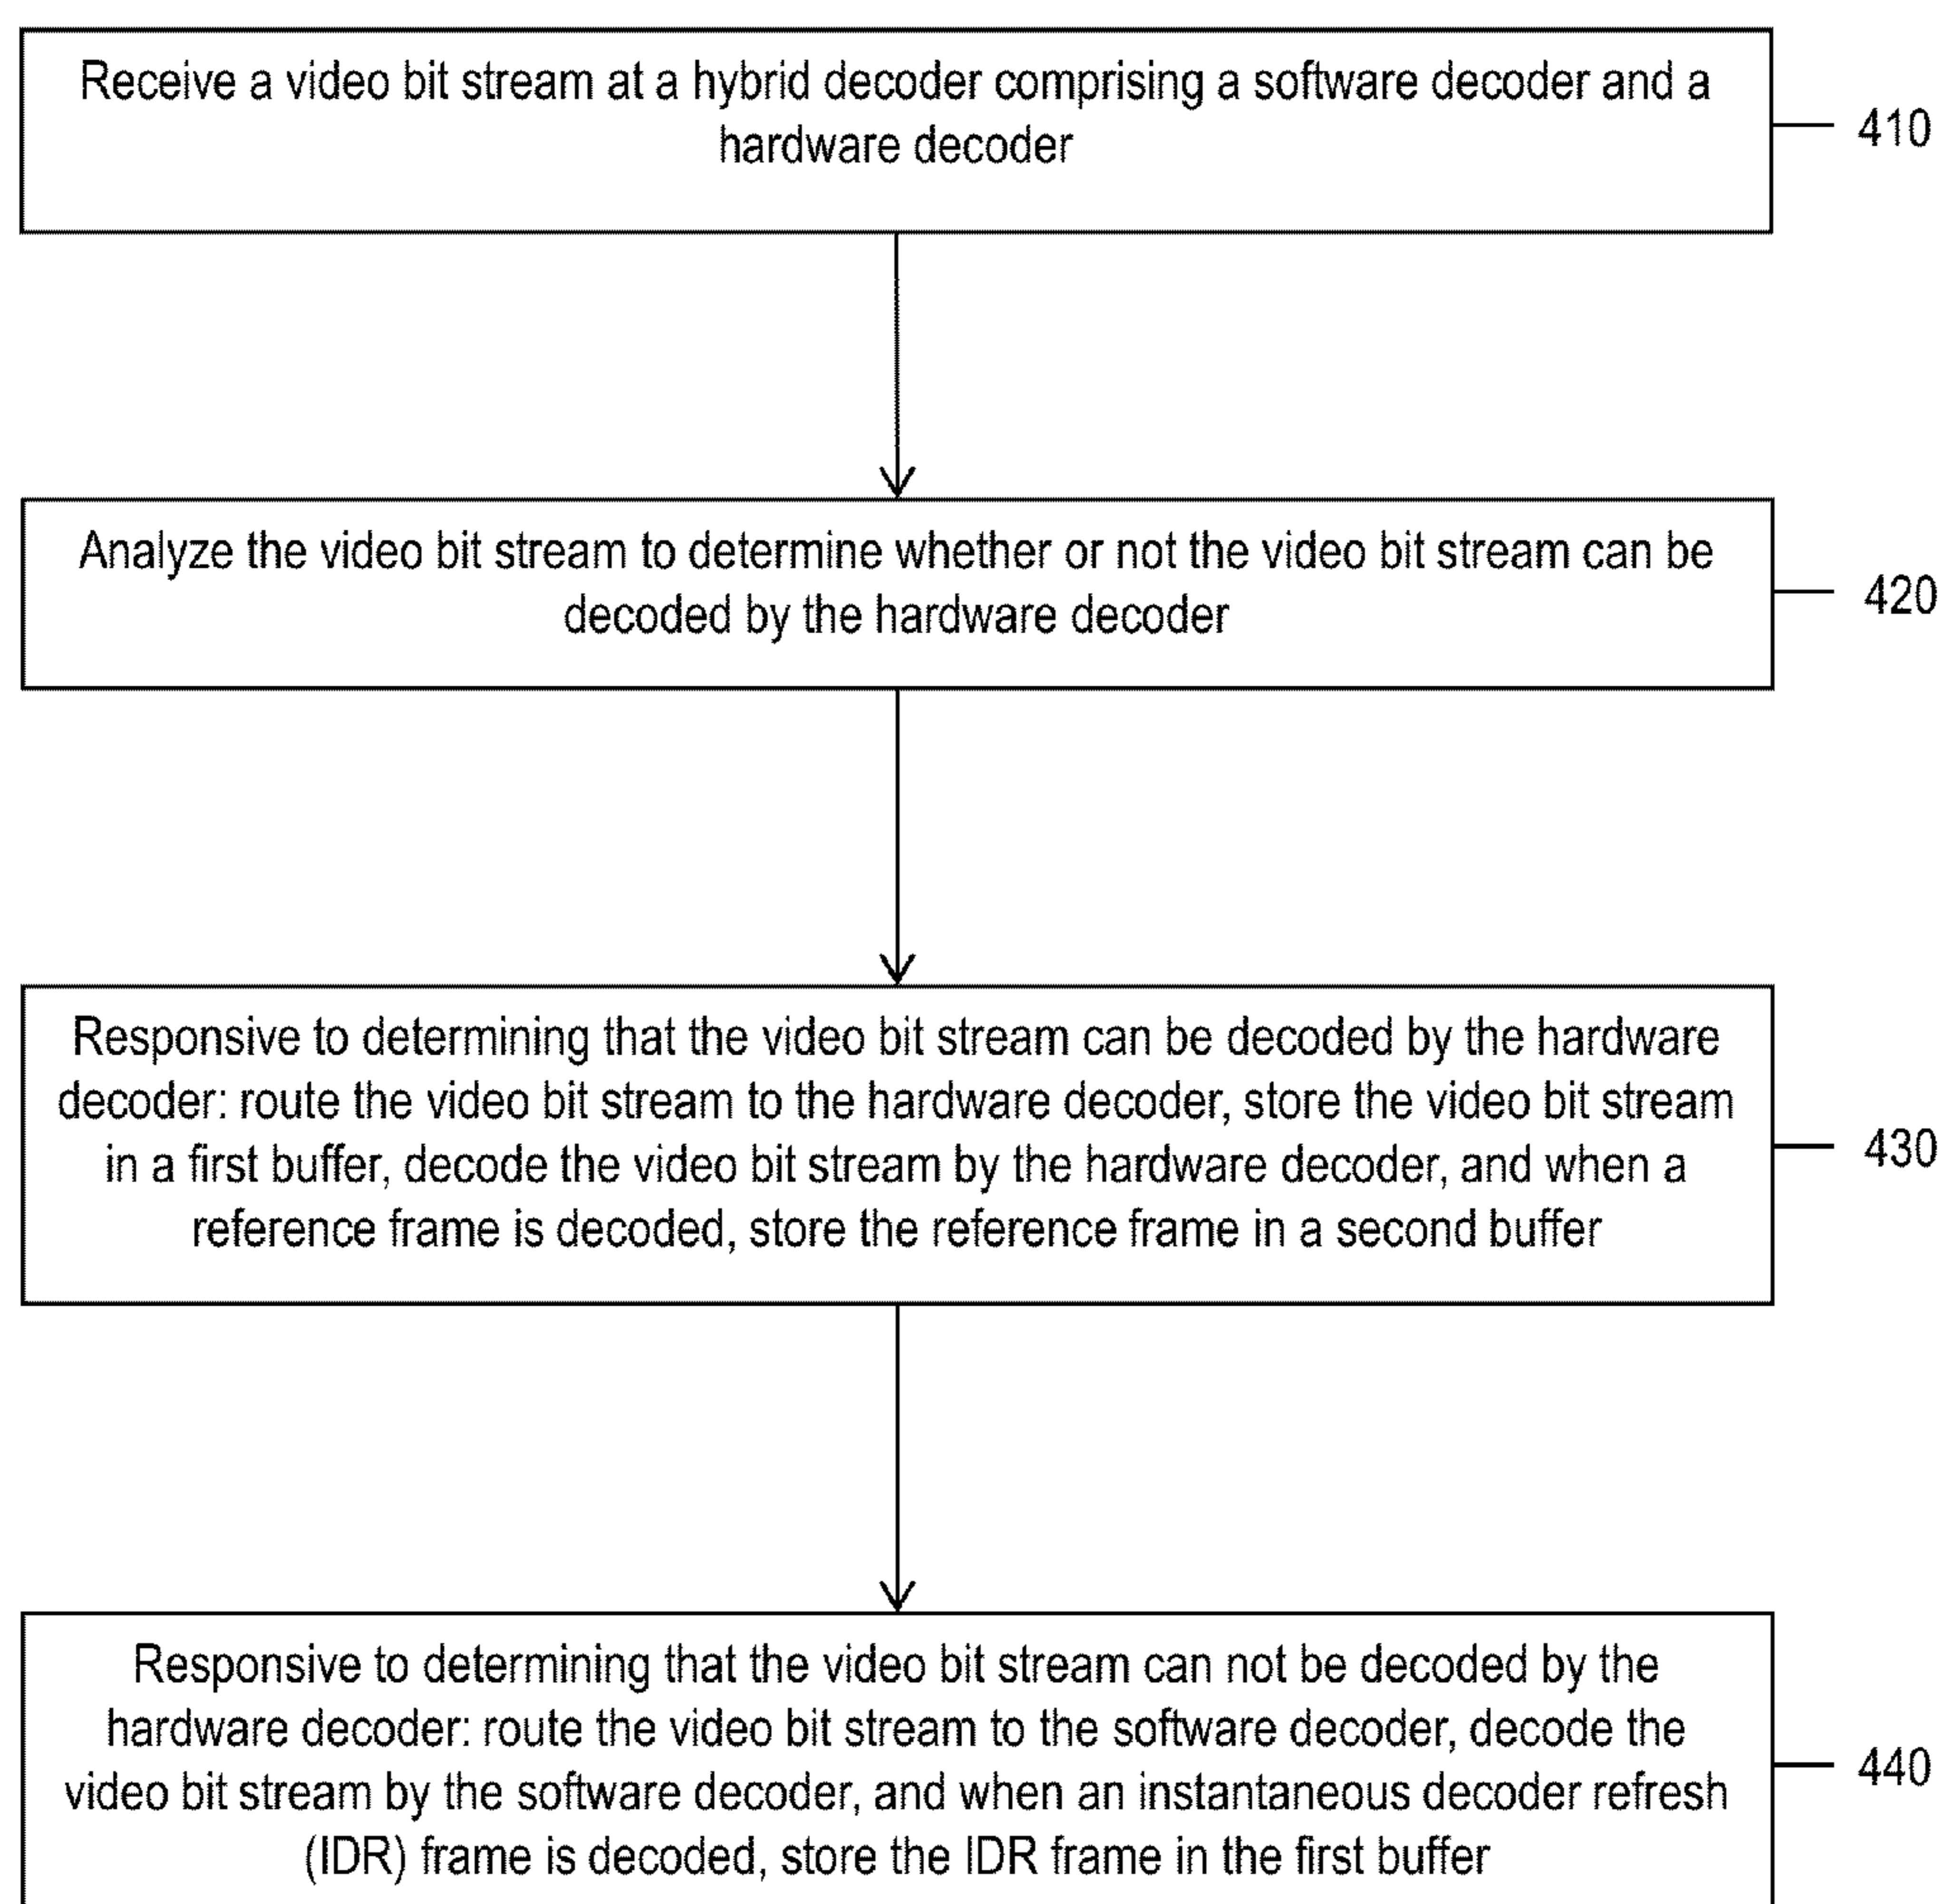 Receive a video bit stream at a hybrid decoder comprising a software decoder and a
hardware decoder
410
Analyze the video bit stream to determine whether or not the video bit stream can be
decoded by the hardware decoder
420
Responsive to determining that the video bit stream can be decoded by the hardware
decoder: route the video bit stream to the hardware decoder, store the video bit stream
in a first buffer, decode the video bit stream by the hardware decoder, and when a
reference frame is decoded, store the reference frame in a second buffer
430
Responsive to determining that the video bit stream can not be decoded by the
hardware decoder: route the video bit stream to the software decoder, decode the
video bit stream by the software decoder, and when an instantaneous decoder refresh
(IDR) frame is decoded, store the IDR frame in the first buffer
440